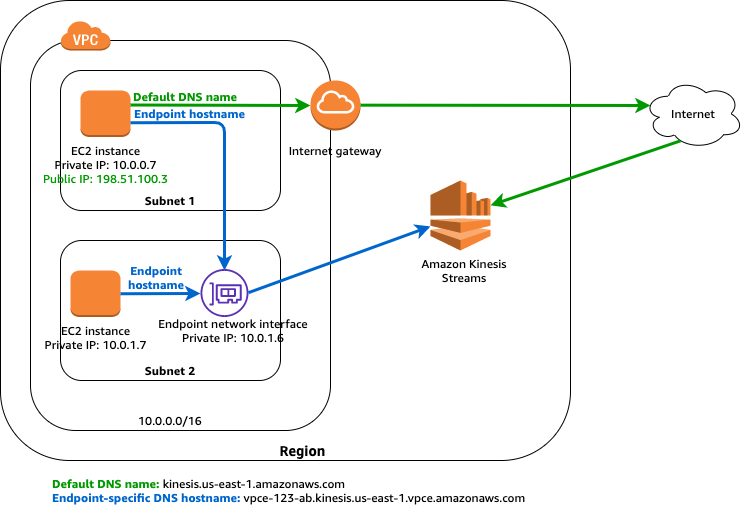 VPC
Default DNS name
Endpoint hostname
EC2 instance
Private IP: 10.0.0.7
Public IP: 198.51.100.3
Subnet 1
Internet gateway
Internet
Amazon Kinesis
Streams
Endpoint
hostname
EC2 instance
Private IP: 10.0.1.7
Endpoint network interface
Private IP: 10.0.1.6
Subnet 2
10.0.0.0/16
Region
Default DNS name: kinesis.us-east-1.amazonaws.com
Endpoint-specific DNS hostname: vpce-123-ab.kinesis.us-east-1.vpce.amazonaws.com